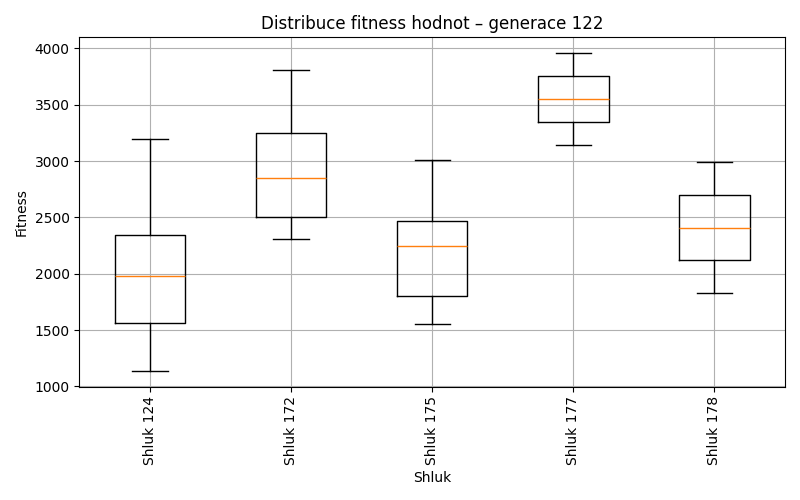 Distribuce fitness hodnot – generace 122
Fitness
4000
3500
3000
2500
2000
1500
1000
Shluk 124
Shluk 172
Shluk 175
Shluk 177
Shluk 178
Shluk